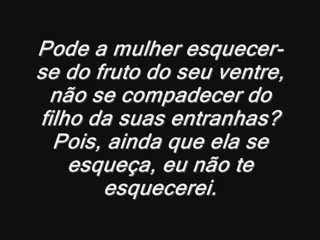 Pode a mulher esquecer-
se do fruto do seu ventre,
não se compadecer do
filho da suas entranhas?
Pois, ainda que ela se
esqueça, eu não te
esquecerei.